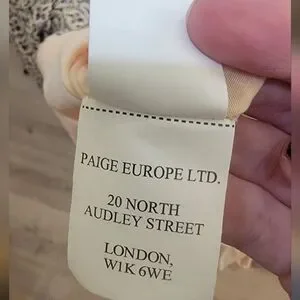 PAIGE EUROPE LTD.
20 NORTH
AUDLEY STREET
LONDON,
W1K 6WE